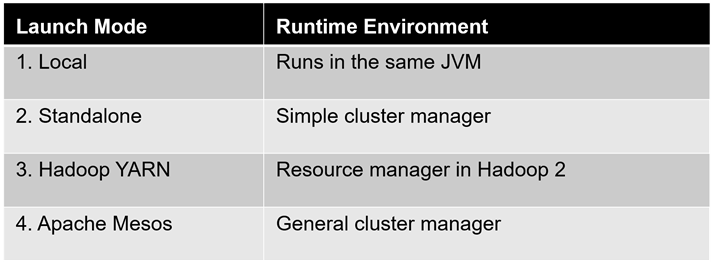 Launch Mode Runtime Environment
1. Local Runs in the same JVM
2. Standalone Simple cluster manager
3. Hadoop YARN Resource manager in Hadoop 2
4. Apache Mesos General cluster manager